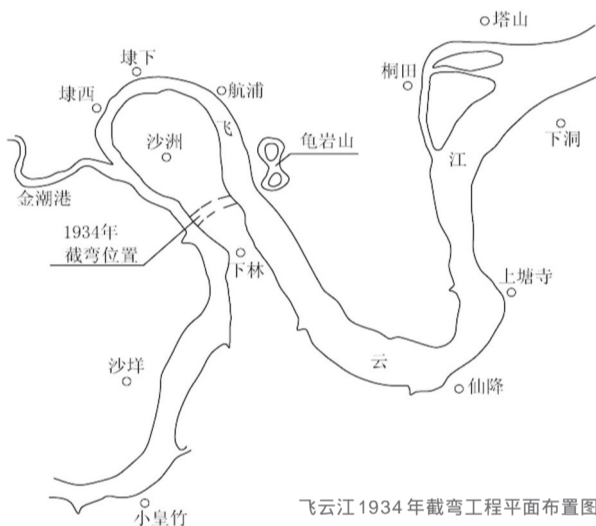 塔山
埭下
桐田
埭西
航浦
飞
下洞
沙洲
龟岩山
江
金潮港
1934年
截弯位置
下林
上塘寺
云
沙垟
仙降
小皇竹
飞云江1934年截弯工程平面布置图